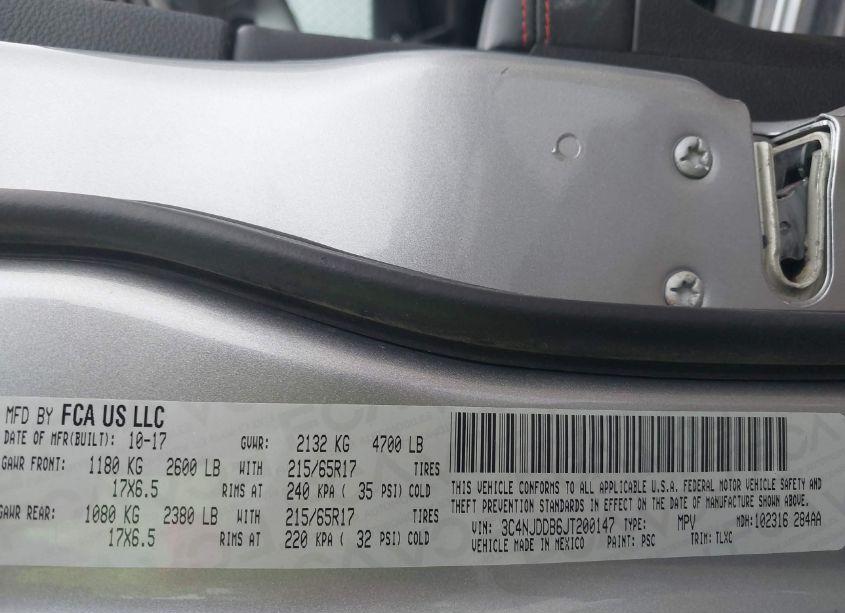 MFD BY FCA US LLC
DATE OF MFR(BUILT): 10-17 GVWR: 2132 KG 4700 LB
GAWR FRONT: 1180 KG 2600 LB WITH 215/65R17 TIRES
17X6.5 RIMS AT 240 KPA ( 35 PSI) COLD
GAWR REAR: 1080 KG 2380 LB WITH 215/65R17 TIRES
17X6.5 RIMS AT 220 KPA ( 32 PSI) COLD
THIS VEHICLE CONFORMS TO ALL APPLICABLE U.S.A. FEDERAL MOTOR VEHICLE SAFETY AND
THEFT PREVENTION STANDARDS IN EFFECT ON THE DATE OF MANUFACTURE SHOWN ABOVE.
VIN: 3C4NJDDB6JT200147 TYPE: MPV MDH:102316 284AA
VEHICLE MADE IN MEXICO PAINT: PSC TRIM: TLXC